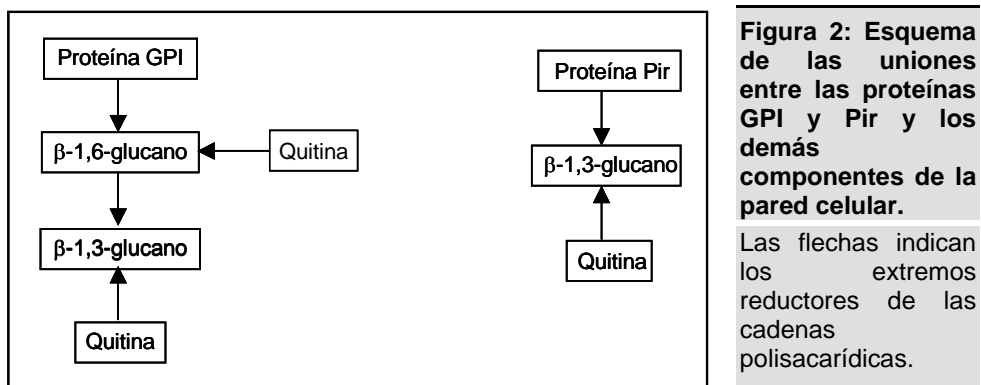 Proteína GPI
β-1,6-glucano
Quitina
β-1,3-glucano
Quitina
Proteína Pir
β-1,3-glucano
Quitina
Figura 2: Esquema
de las uniones
entre las proteínas
GPI y Pir y los
demás
componentes de la
pared celular.
Las flechas indican
los extremos
reductores de las
cadenas
polisacarídicas.